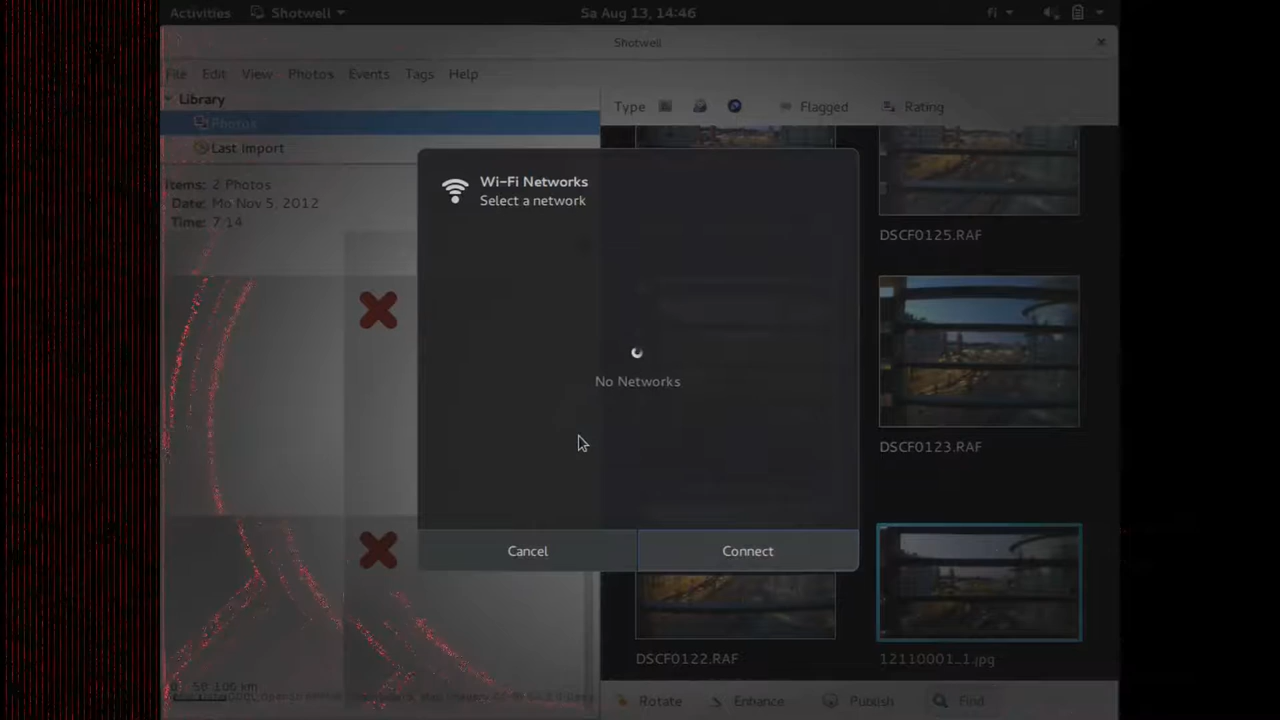 Activities Shotwell Sa Aug 13, 14:46 fi
Shotwell
File Edit View Photos Events Tags Help
Library
Photos
Last Import
Type Flagged Rating
Items: 2 Photos
Date: Mo Nov 5, 2012
Time: 7:14
Wi-Fi Networks
Select a network
No Networks
Cancel Connect
DSCF0125.RAF
DSCF0123.RAF
DSCF0122.RAF 12110001_1.jpg
Rotate Enhance Publish Find